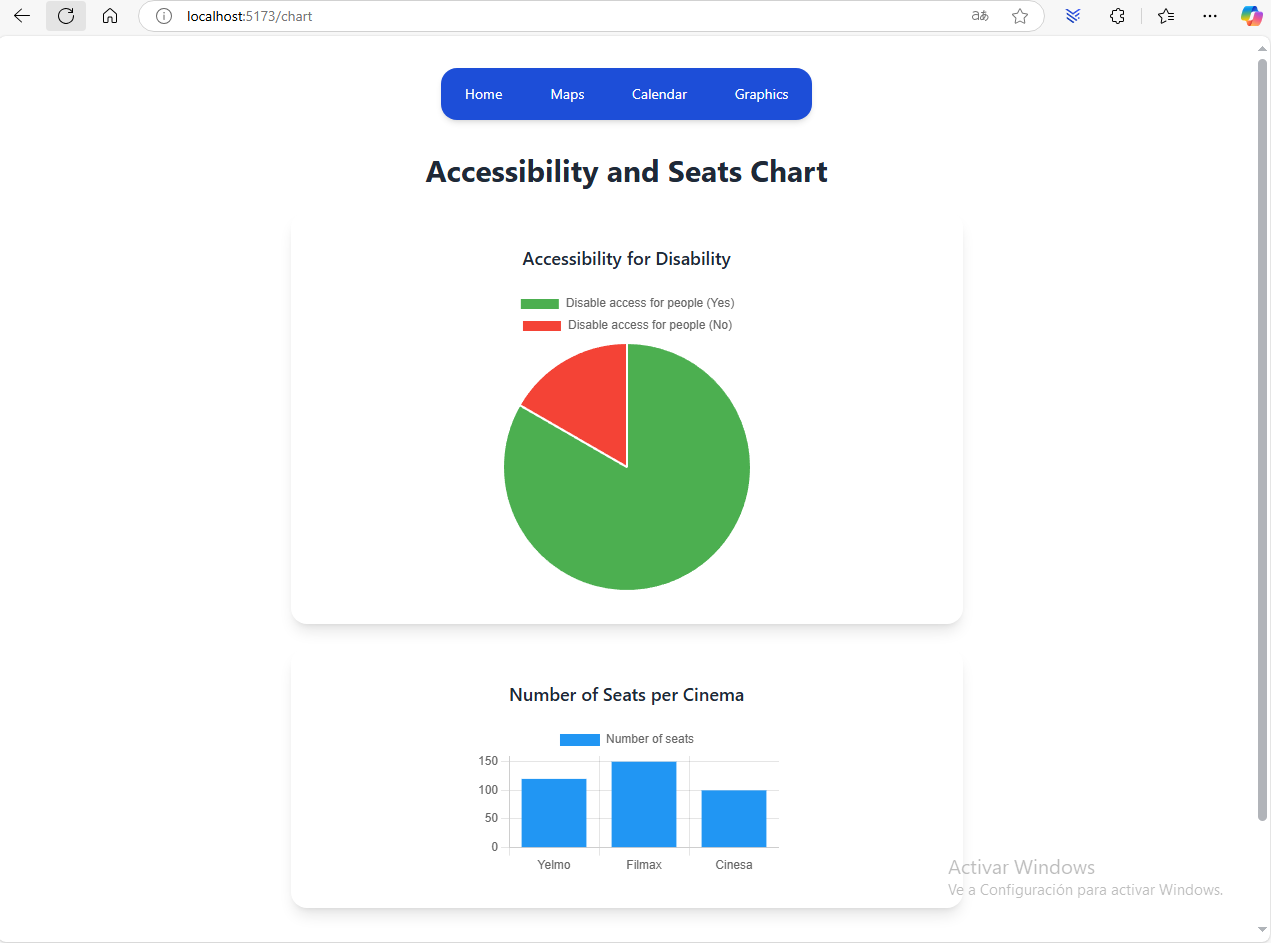 localhost:5173/chart
aあ
Home Maps Calendar Graphics
Accessibility and Seats Chart
Accessibility for Disability
Disable access for people (Yes)
Disable access for people (No)
Number of Seats per Cinema
Number of seats
150
100
50
0
Yelmo Filmax Cinesa
Activar Windows
Ve a Configuración para activar Windows.